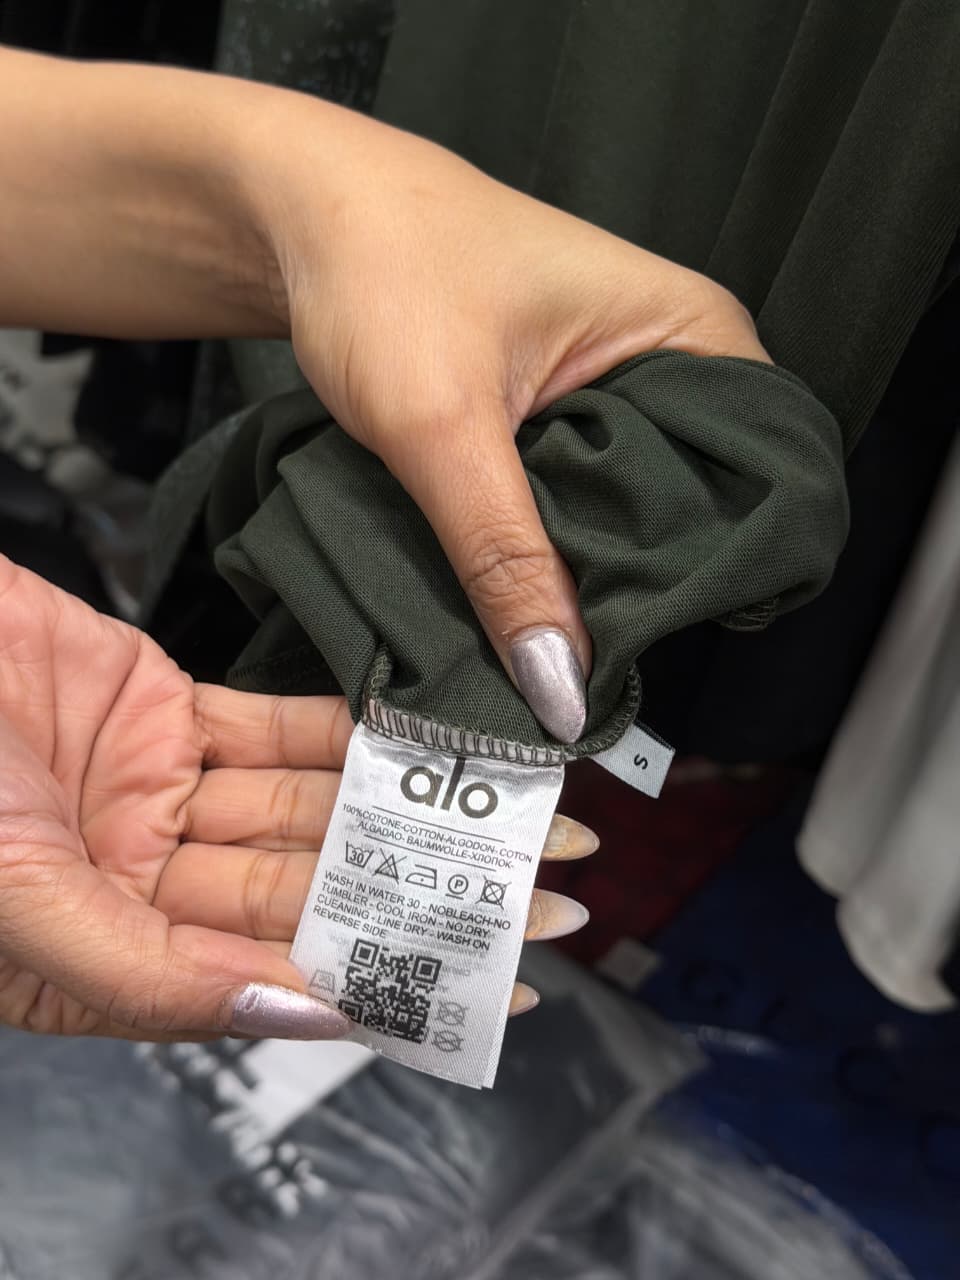 alo
100%COTONE-COTTON-ALGODON- COTON
ALGADAO- BAUMWOLLE-ХЛОПОК-
30
P
WASH IN WATER 30 - NOBLEACH-NO
TUMBLER - COOL IRON - NO.DRY
CUEANING - LINE DRY - WASH ON
REVERSE SIDE
S